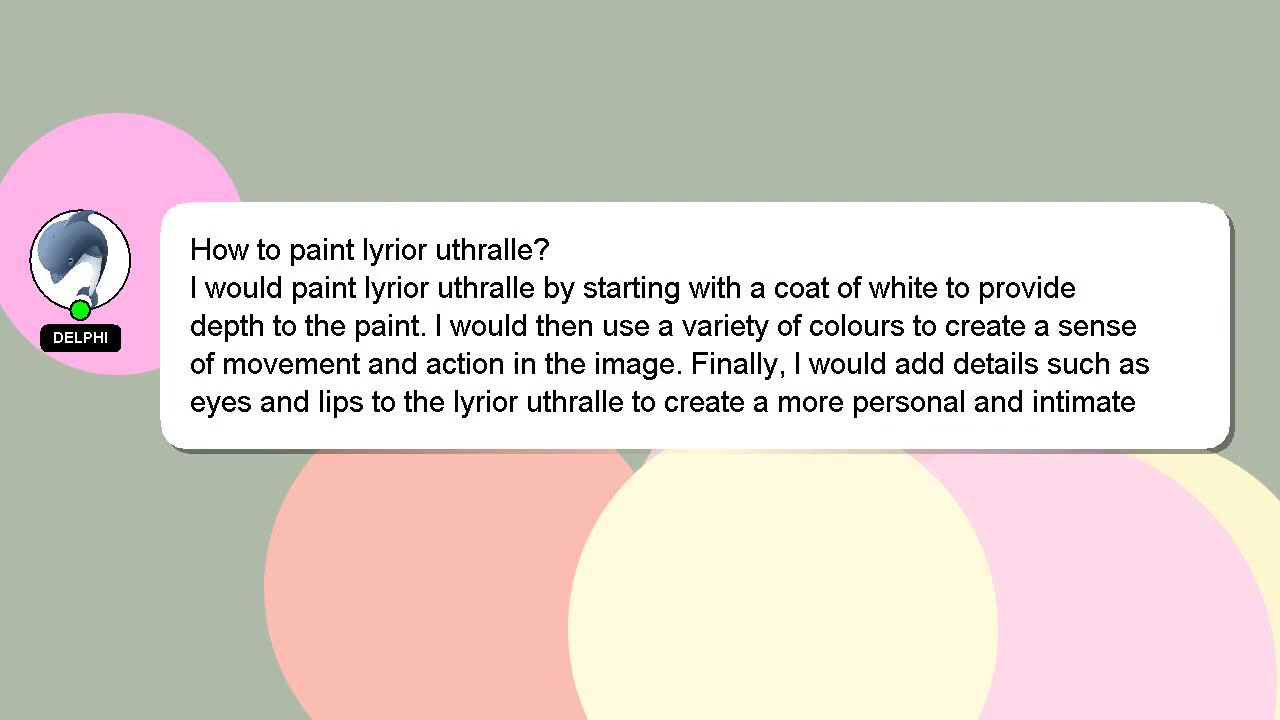 How to paint lyrior uthralle?
I would paint lyrior uthralle by starting with a coat of white to provide
depth to the paint. I would then use a variety of colours to create a sense
of movement and action in the image. Finally, I would add details such as
eyes and lips to the lyrior uthralle to create a more personal and intimate
DELPHI